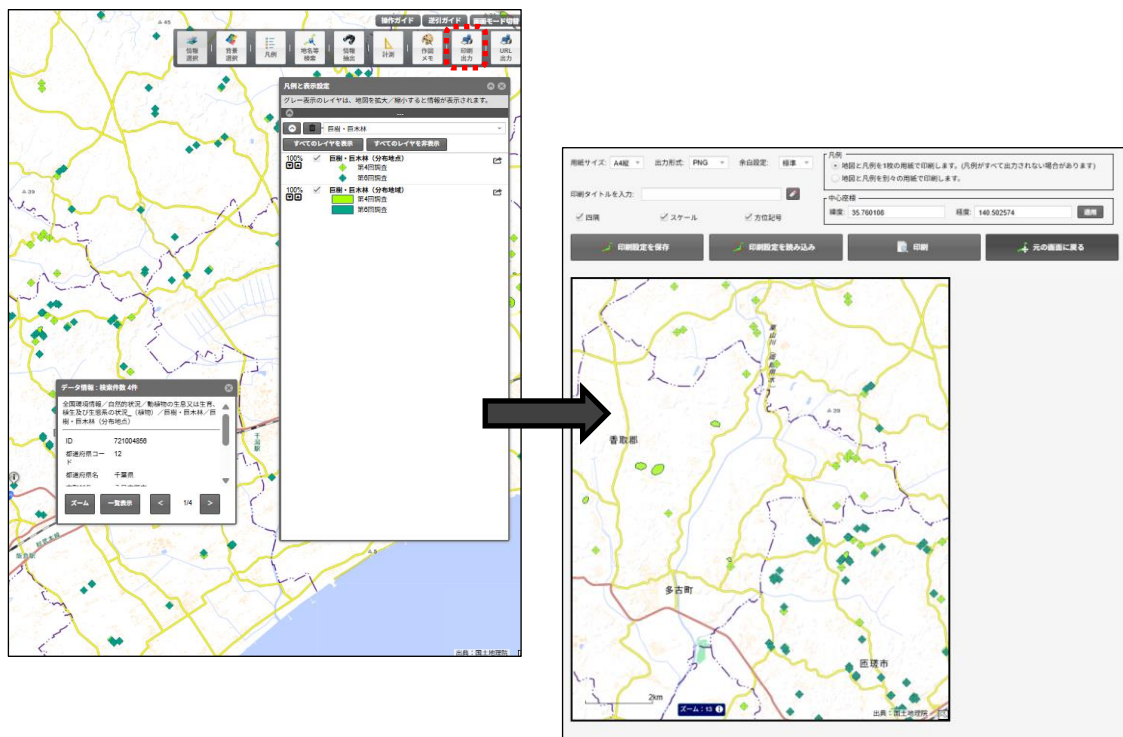 操作ガイド 逆引ガイド 画面モード切替
情報選択 背景選択 凡例 地名等検索 情報抽出 計測 作図メモ 印刷出力 URL出力
凡例と表示設定
グレー表示のレイヤは、地図を拡大／縮小すると情報が表示されます。
巨樹・巨木林
すべてのレイヤを表示 すべてのレイヤを非表示
100% 巨樹・巨木林（分布地点）
第4回調査
第6回調査
100% 巨樹・巨木林（分布地域）
第4回調査
第6回調査
データ情報：検索件数 4件
全国環境情報／自然的状況／動植物の生息又は生育、
植生及び生態系の状況_（植物）／巨樹・巨木林／巨
樹・巨木林（分布地点）
ID 721004856
都道府県コー
ド
12
都道府県名 千葉県
ズーム 一覧表示 < 1/4 >
干潟駅
総武本線
飯倉駅
出典：国土地理院
用紙サイズ: A4縦 出力形式: PNG 余白設定: 標準
凡例
地図と凡例を1枚の用紙で印刷します。(凡例がすべて出力されない場合があります)
地図と凡例を別々の用紙で印刷します。
印刷タイトルを入力:
中心座標
緯度: 35.760108 経度: 140.502574 適用
四隅 スケール 方位記号
印刷設定を保存 印刷設定を読み込み 印刷 元の画面に戻る
香取郡
多古町
匝瑳市
2km
ズーム : 13
出典：国土地理院